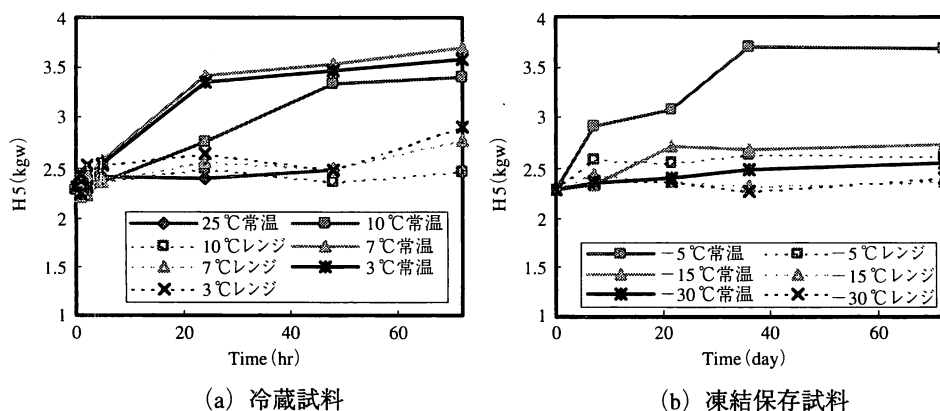 4
3.5
3
2.5
2
1.5
1
H5(kgw)
25℃常温
10℃常温
10℃レンジ
7℃常温
7℃レンジ
3℃常温
3℃レンジ
0
20
40
60
Time(hr)
(a) 冷蔵試料
4
3.5
3
2.5
2
1.5
1
H5(kgw)
−5℃常温
−5℃レンジ
−15℃常温
−15℃レンジ
−30℃常温
−30℃レンジ
0
20
40
60
Time(day)
(b) 凍結保存試料